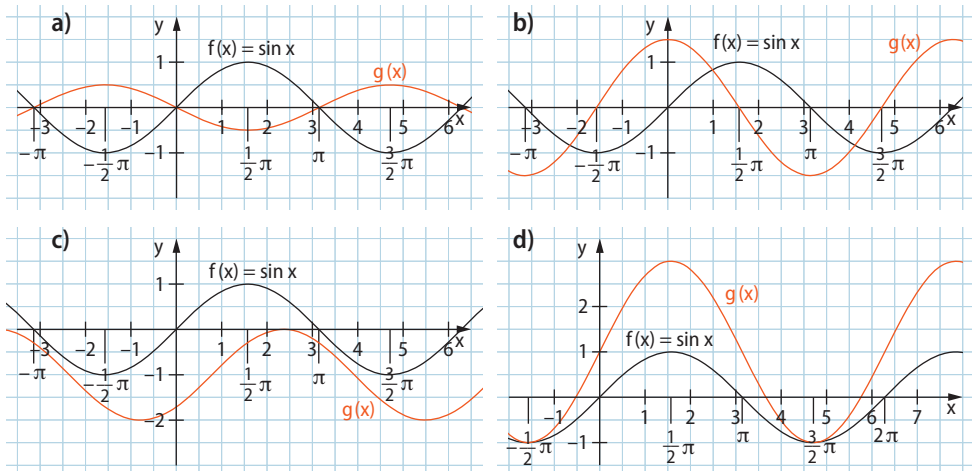 a)
y
f(x) = sin x
g(x)
1
−3 −2 −1 1 2 3 4 5 6 x
−π −1/2 π 1/2 π π 3/2 π
−1
b)
y
f(x) = sin x
g(x)
1
−3 −2 −1 1 2 3 4 5 6 x
−π −1/2 π 1/2 π π 3/2 π
−1
c)
y
f(x) = sin x
1
−3 −2 −1 1 2 3 4 5 6 x
−π −1/2 π 1/2 π π 3/2 π
−1
g(x)
−2
d)
y
g(x)
2
f(x) = sin x
1
−1 1 2 3 4 5 6 7 x
−1/2 π 1/2 π π 3/2 π 2π
−1